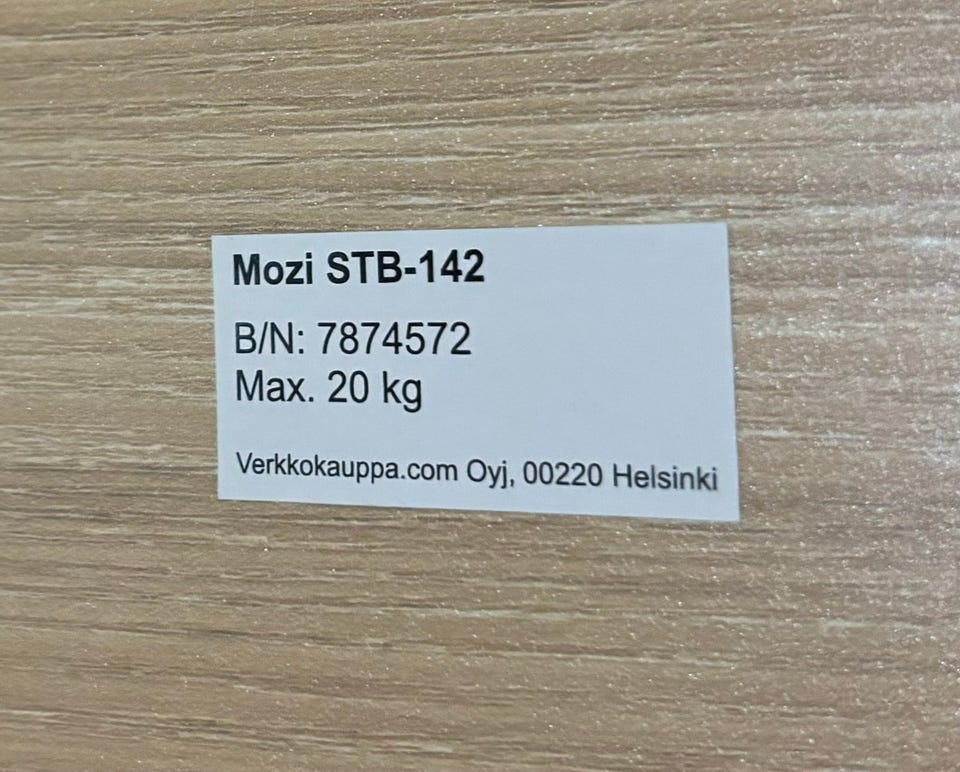 Mozi STB-142
B/N: 7874572
Max. 20 kg
Verkkokauppa.com Oyj, 00220 Helsinki